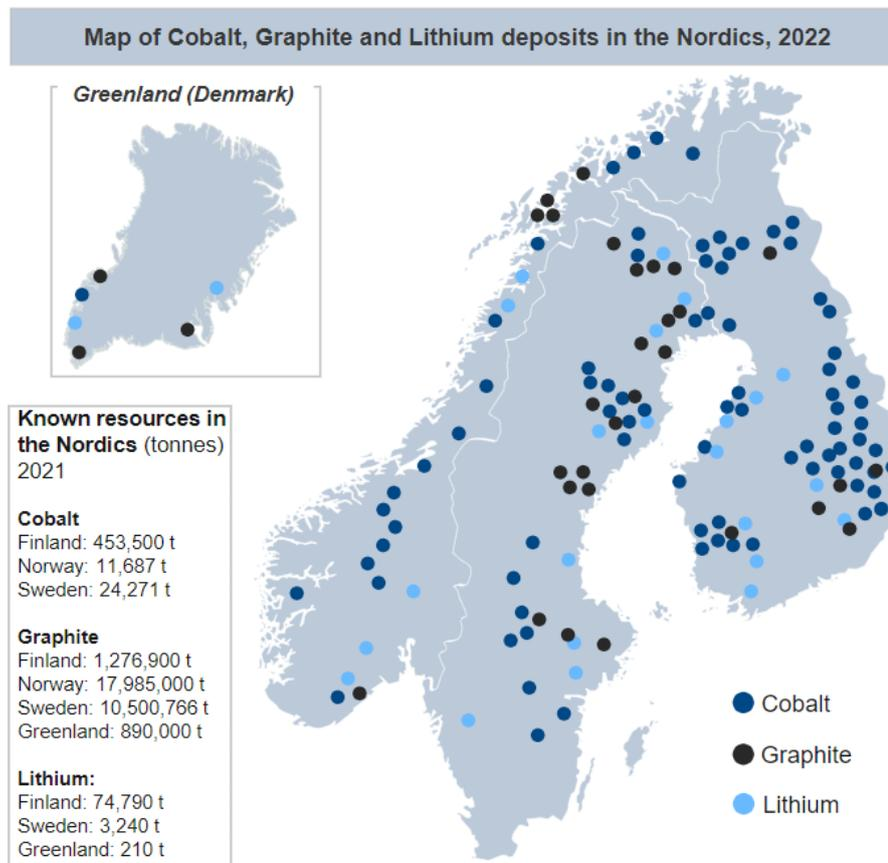 Map of Cobalt, Graphite and Lithium deposits in the Nordics, 2022
Greenland (Denmark)
Known resources in
the Nordics (tonnes)
2021
Cobalt
Finland: 453,500 t
Norway: 11,687 t
Sweden: 24,271 t
Graphite
Finland: 1,276,900 t
Norway: 17,985,000 t
Sweden: 10,500,766 t
Greenland: 890,000 t
Lithium:
Finland: 74,790 t
Sweden: 3,240 t
Greenland: 210 t
Cobalt
Graphite
Lithium